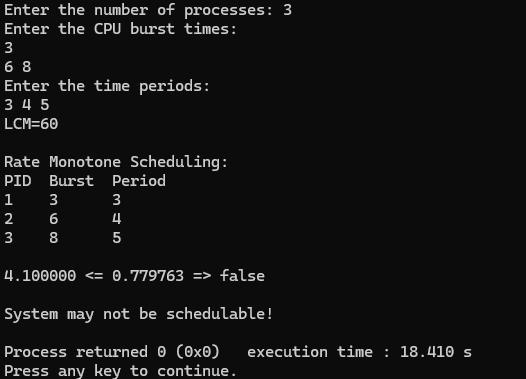 Enter the number of processes: 3
Enter the CPU burst times:
3
6 8
Enter the time periods:
3 4 5
LCM=60
Rate Monotone Scheduling:
PID  Burst  Period
1    3      3
2    6      4
3    8      5
4.100000 <= 0.779763 => false
System may not be schedulable!
Process returned 0 (0x0)   execution time : 18.410 s
Press any key to continue.